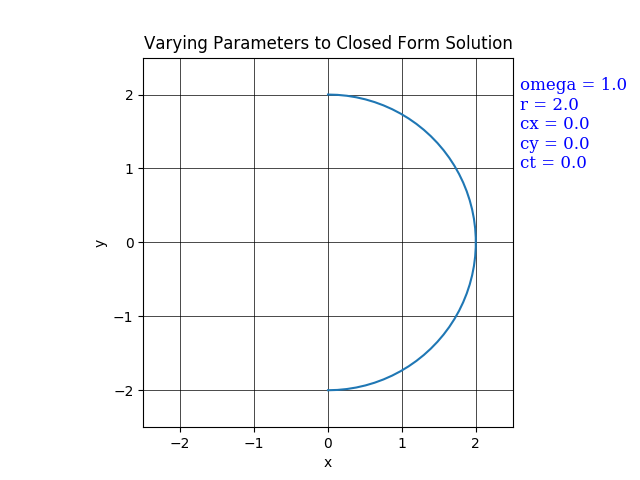 Varying Parameters to Closed Form Solution
omega = 1.0
r = 2.0
cx = 0.0
cy = 0.0
ct = 0.0
2
1
0
−1
−2
y
−2 −1 0 1 2
x